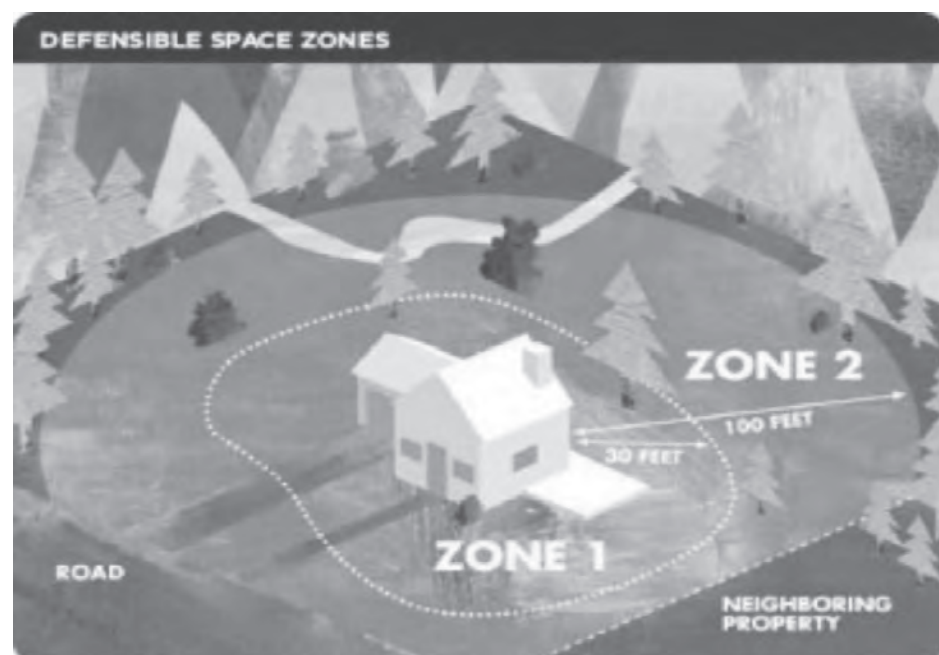 DEFENSIBLE SPACE ZONES
ZONE 2
100 FEET
30 FEET
ZONE 1
ROAD
NEIGHBORING
PROPERTY